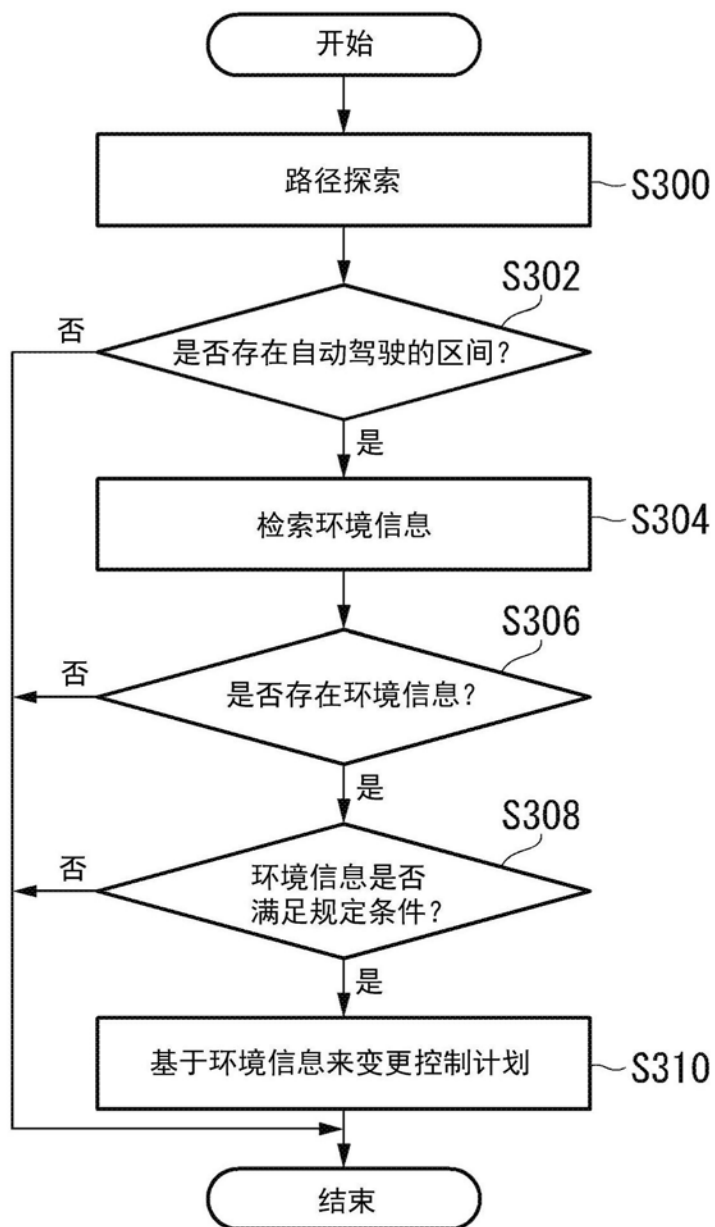 开始
路径探索
S300
S302
是否存在自动驾驶的区间？
否
是
检索环境信息
S304
S306
是否存在环境信息？
否
是
S308
环境信息是否
满足规定条件？
否
是
基于环境信息来变更控制计划
S310
结束